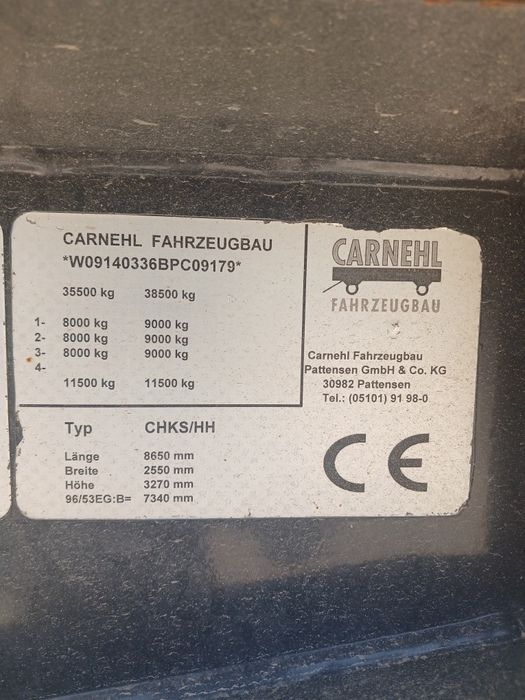 CARNEHL FAHRZEUGBAU
*W09140336BPC09179*
35500 kg 38500 kg
1- 8000 kg 9000 kg
2- 8000 kg 9000 kg
3- 8000 kg 9000 kg
4-
11500 kg 11500 kg
CARNEHL
FAHRZEUGBAU
Carnehl Fahrzeugbau
Pattensen GmbH & Co. KG
30982 Pattensen
Tel.: (05101) 91 98-0
Typ CHKS/HH
Länge 8650 mm
Breite 2550 mm
Höhe 3270 mm
96/53EG:B= 7340 mm
CE